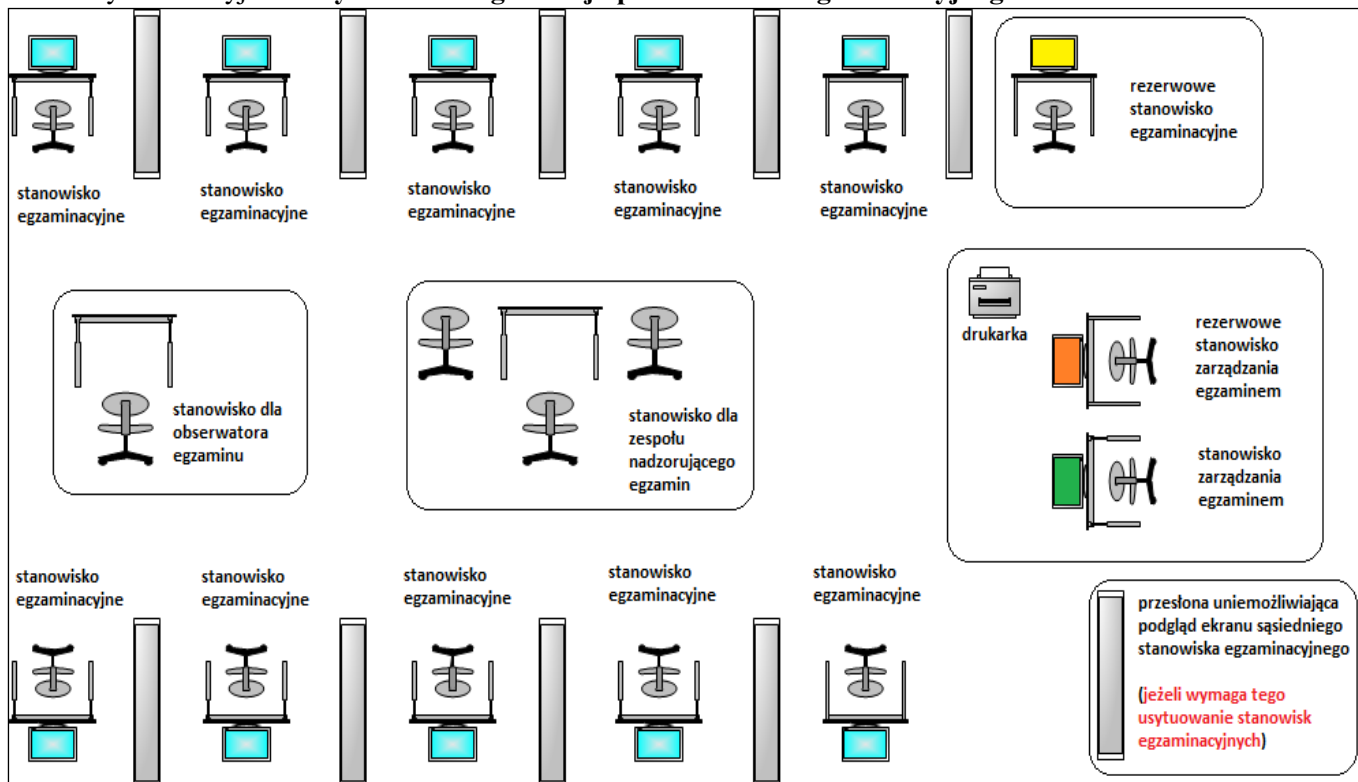 rezerwowe
stanowisko
egzaminacyjne
stanowisko
egzaminacyjne
stanowisko
egzaminacyjne
stanowisko
egzaminacyjne
stanowisko
egzaminacyjne
stanowisko
egzaminacyjne
stanowisko dla
obserwatora
egzaminu
stanowisko dla
zespołu
nadzorującego
egzamin
drukarka
rezerwowe
stanowisko
zarządzania
egzaminem
stanowisko
zarządzania
egzaminem
stanowisko
egzaminacyjne
stanowisko
egzaminacyjne
stanowisko
egzaminacyjne
stanowisko
egzaminacyjne
stanowisko
egzaminacyjne
przesłona uniemożliwiająca
podgląd ekranu sąsiedniego
stanowiska egzaminacyjnego
(jeżeli wymaga tego
usytuowanie stanowisk
egzaminacyjnych)